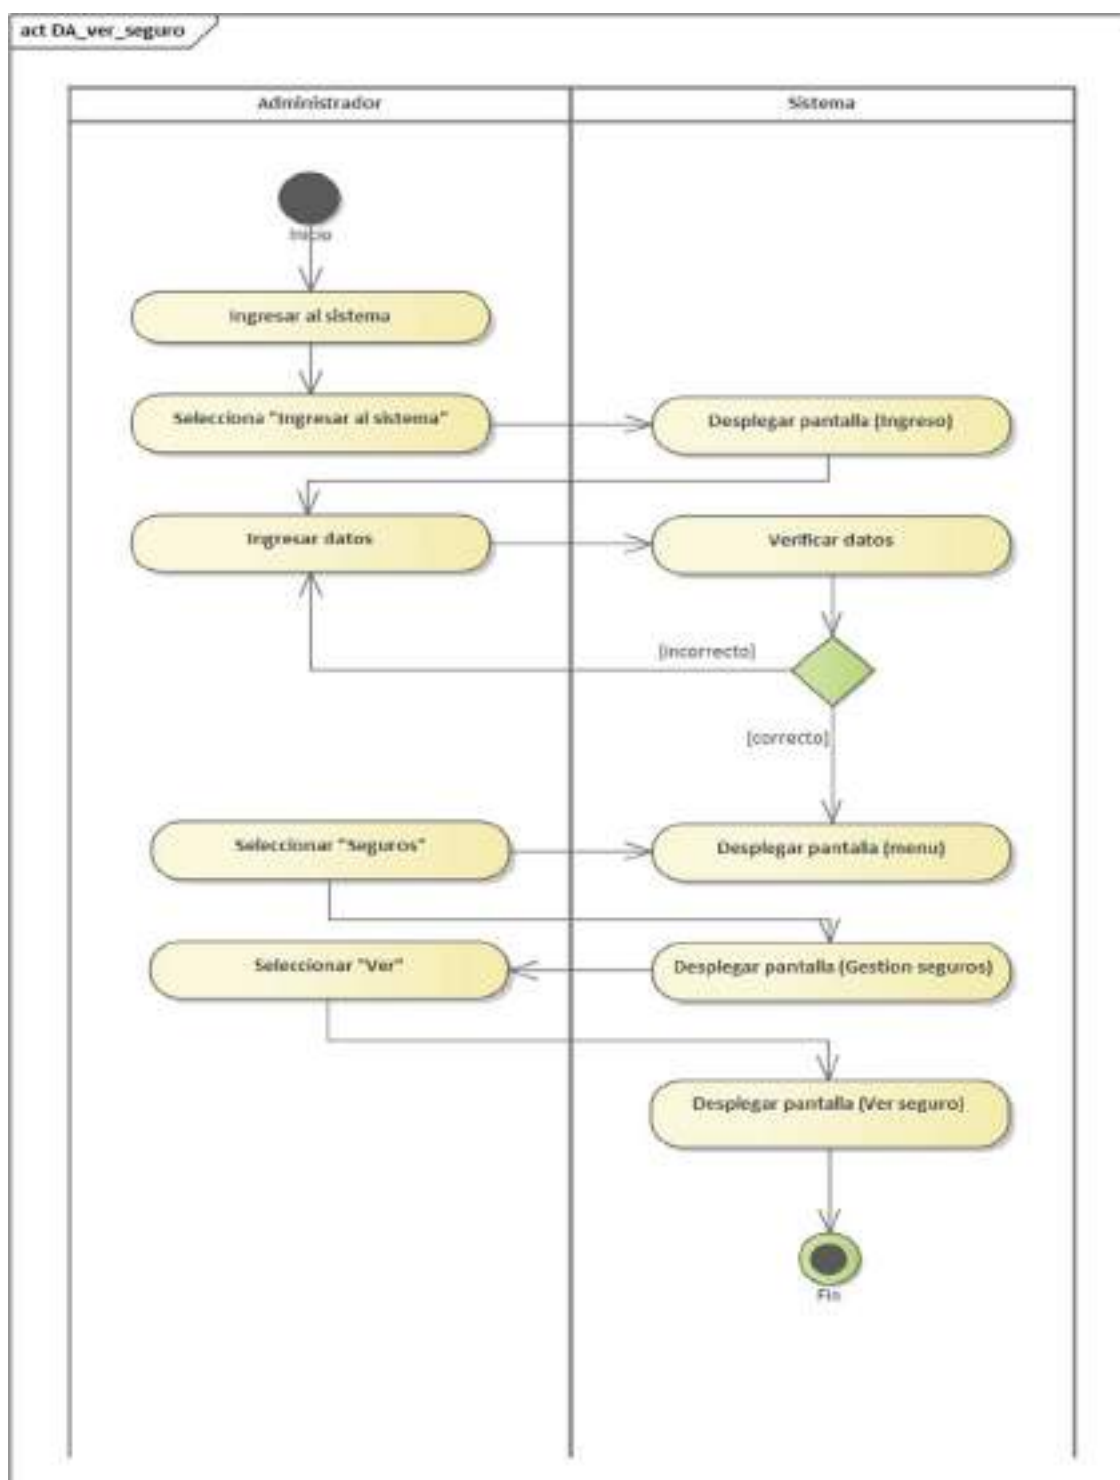 act DA_ver_seguro
Administrador
Sistema
Inicio
Ingresar al sistema
Selecciona "Ingresar al sistema"
Desplegar pantalla (Ingreso)
Ingresar datos
Verificar datos
[incorrecto]
[correcto]
Seleccionar "Seguros"
Desplegar pantalla (menu)
Seleccionar "Ver"
Desplegar pantalla (Gestion seguros)
Desplegar pantalla (Ver seguro)
Fin